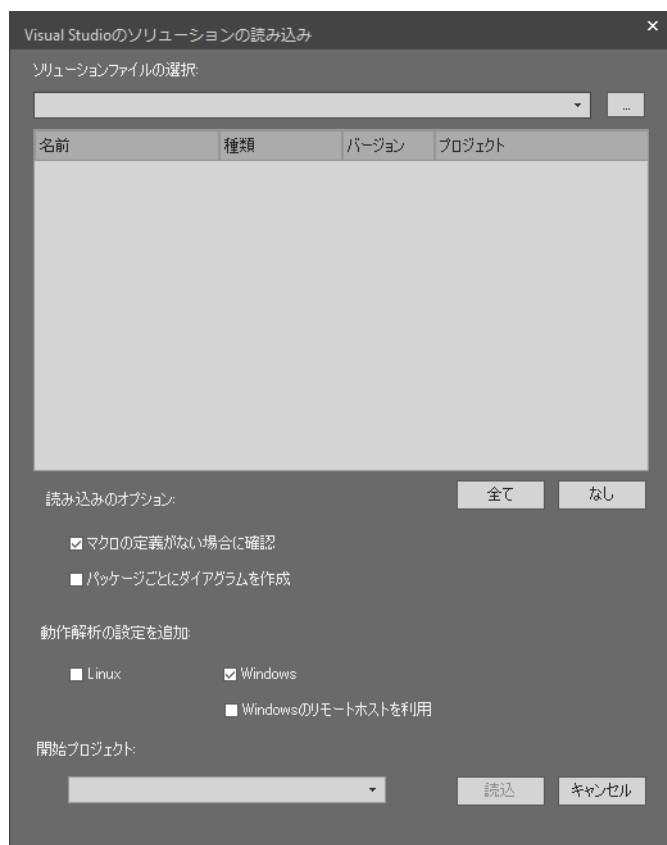 Visual Studioのソリューションの読み込み
ソリューションファイルの選択:
...
名前 種類 バージョン プロジェクト
読み込みのオプション: 全て なし
マクロの定義がない場合に確認
パッケージごとにダイアグラムを作成
動作解析の設定を追加:
Linux Windows
Windowsのリモートホストを利用
開始プロジェクト:
読込 キャンセル